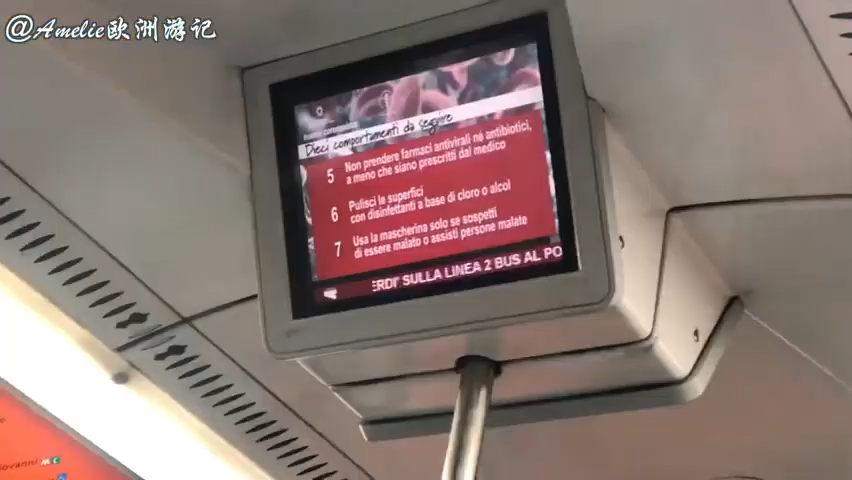 @Amelie欧洲游记
Dieci comportamenti da seguire
5 Non prendere farmaci antivirali né antibiotici,
a meno che siano prescritti dal medico
6 Pulisci le superfici
con disinfettanti a base di cloro o alcol
7 Usa la mascherina solo se sospetti
di essere malato o assisti persone malate
ERDI' SULLA LINEA 2 BUS AL PO
iovanni M C